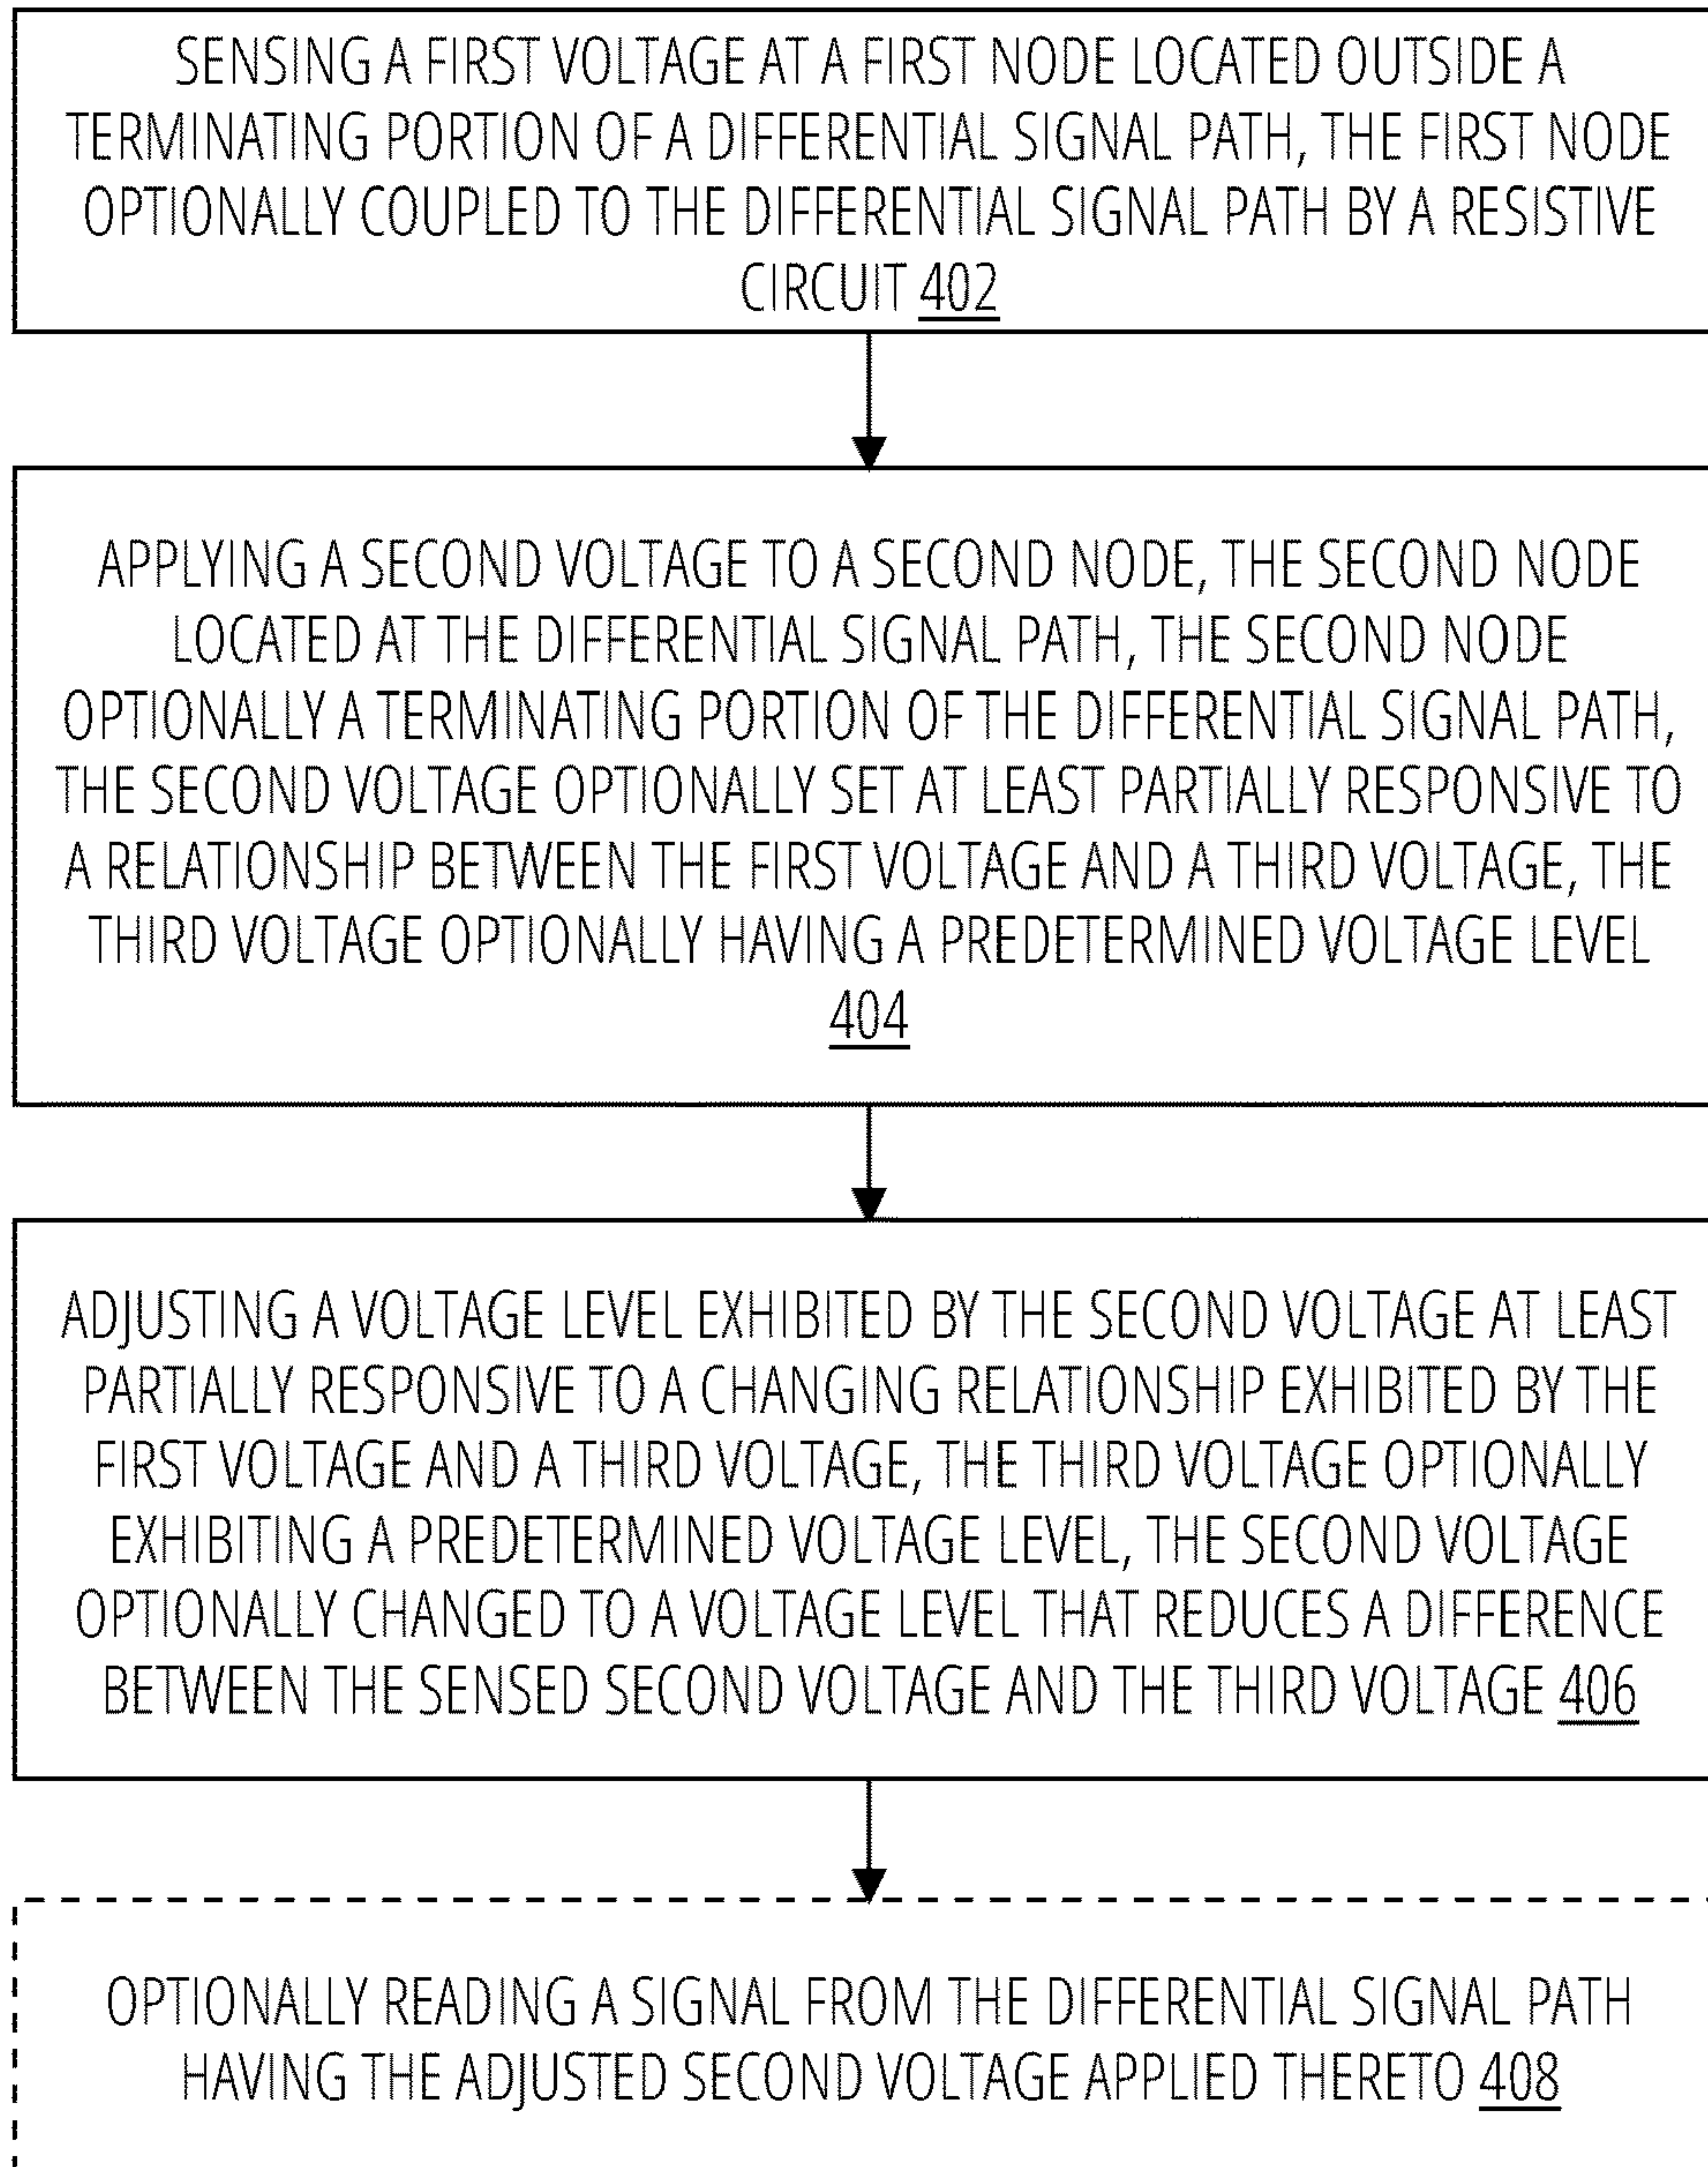 SENSING A FIRST VOLTAGE AT A FIRST NODE LOCATED OUTSIDE A
TERMINATING PORTION OF A DIFFERENTIAL SIGNAL PATH, THE FIRST NODE
OPTIONALLY COUPLED TO THE DIFFERENTIAL SIGNAL PATH BY A RESISTIVE
CIRCUIT 402
APPLYING A SECOND VOLTAGE TO A SECOND NODE, THE SECOND NODE
LOCATED AT THE DIFFERENTIAL SIGNAL PATH, THE SECOND NODE
OPTIONALLY A TERMINATING PORTION OF THE DIFFERENTIAL SIGNAL PATH,
THE SECOND VOLTAGE OPTIONALLY SET AT LEAST PARTIALLY RESPONSIVE TO
A RELATIONSHIP BETWEEN THE FIRST VOLTAGE AND A THIRD VOLTAGE, THE
THIRD VOLTAGE OPTIONALLY HAVING A PREDETERMINED VOLTAGE LEVEL
404
ADJUSTING A VOLTAGE LEVEL EXHIBITED BY THE SECOND VOLTAGE AT LEAST
PARTIALLY RESPONSIVE TO A CHANGING RELATIONSHIP EXHIBITED BY THE
FIRST VOLTAGE AND A THIRD VOLTAGE, THE THIRD VOLTAGE OPTIONALLY
EXHIBITING A PREDETERMINED VOLTAGE LEVEL, THE SECOND VOLTAGE
OPTIONALLY CHANGED TO A VOLTAGE LEVEL THAT REDUCES A DIFFERENCE
BETWEEN THE SENSED SECOND VOLTAGE AND THE THIRD VOLTAGE 406
OPTIONALLY READING A SIGNAL FROM THE DIFFERENTIAL SIGNAL PATH
HAVING THE ADJUSTED SECOND VOLTAGE APPLIED THERETO 408